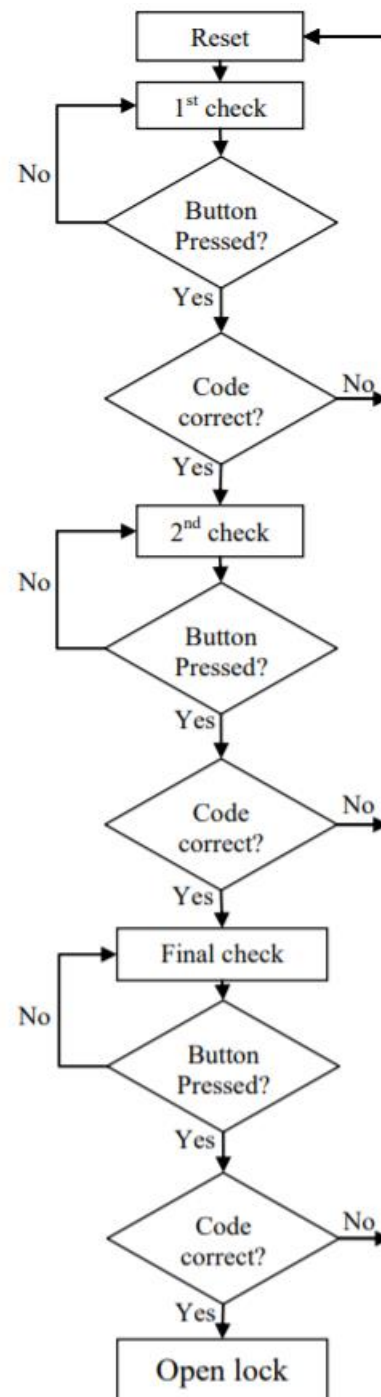 Reset
1st check
No
Button
Pressed?
Yes
Code
correct?
No
Yes
2nd check
No
Button
Pressed?
Yes
Code
correct?
No
Yes
Final check
No
Button
Pressed?
Yes
Code
correct?
No
Yes
Open lock